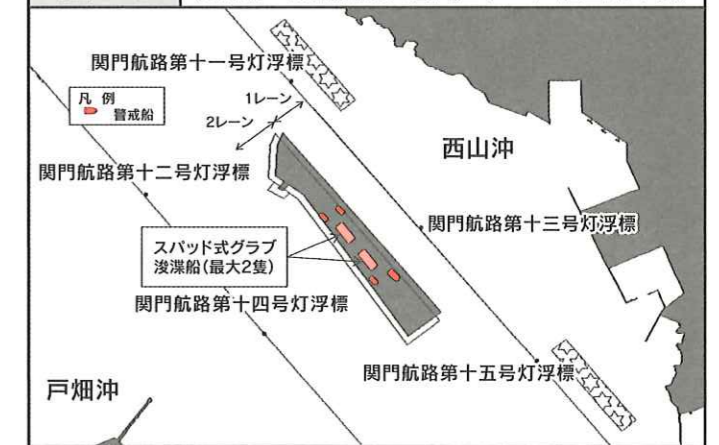 関門航路第十一号灯浮標
凡 例
警戒船
1レーン
2レーン
西山沖
関門航路第十二号灯浮標
関門航路第十三号灯浮標
スパッド式グラブ
浚渫船(最大2隻)
関門航路第十四号灯浮標
関門航路第十五号灯浮標
戸畑沖